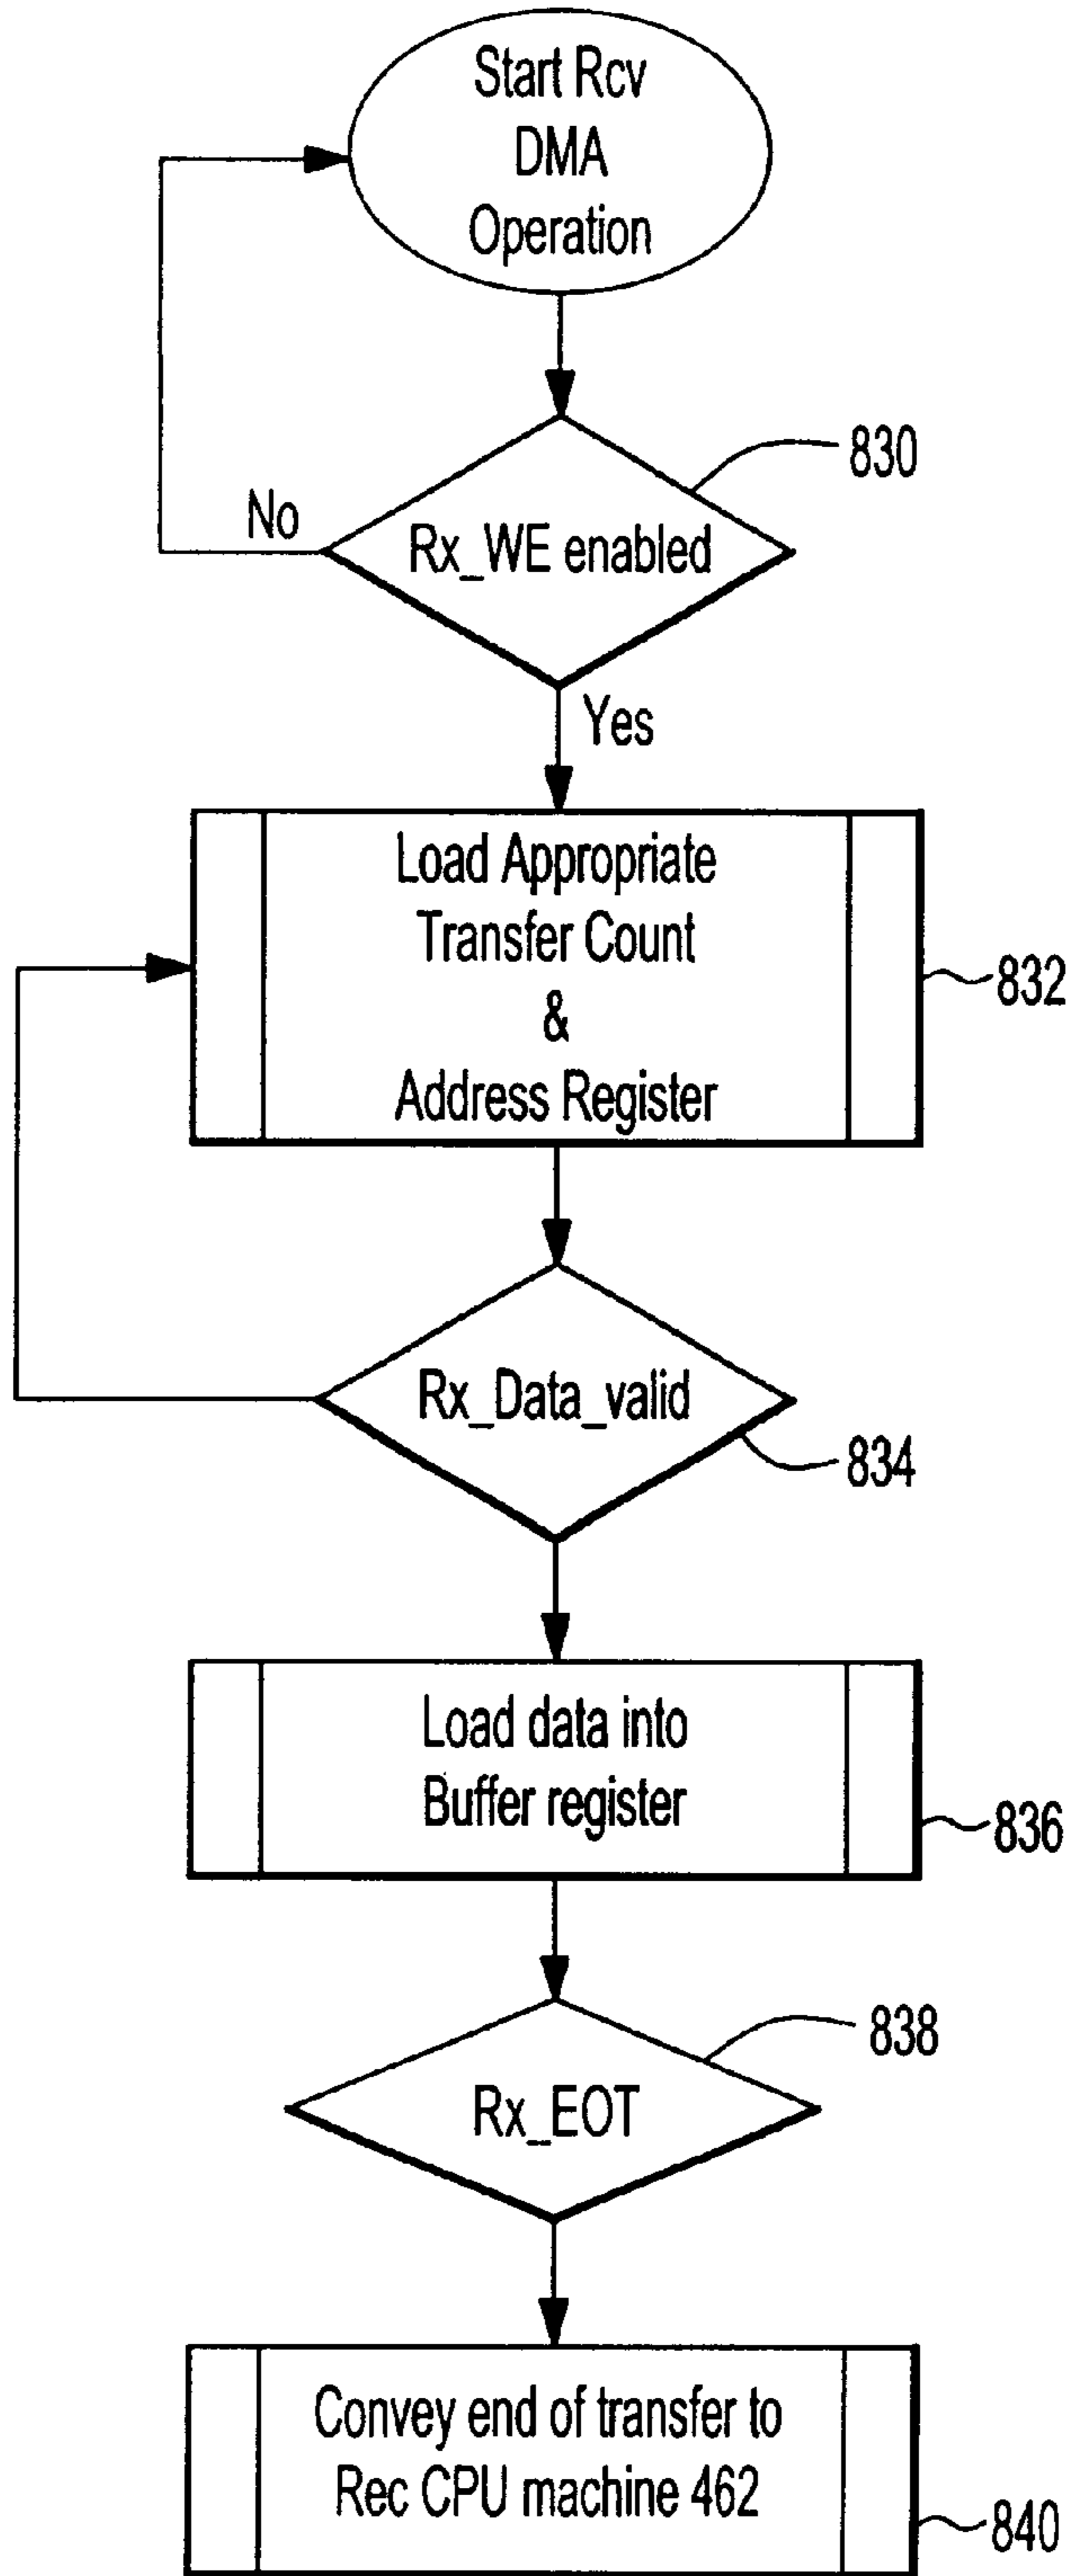 Start Rcv
DMA
Operation
830
No
Rx_WE enabled
Yes
Load Appropriate
Transfer Count
&
Address Register
832
Rx_Data_valid
834
Load data into
Buffer register
836
838
Rx_EOT
Convey end of transfer to
Rec CPU machine 462
840